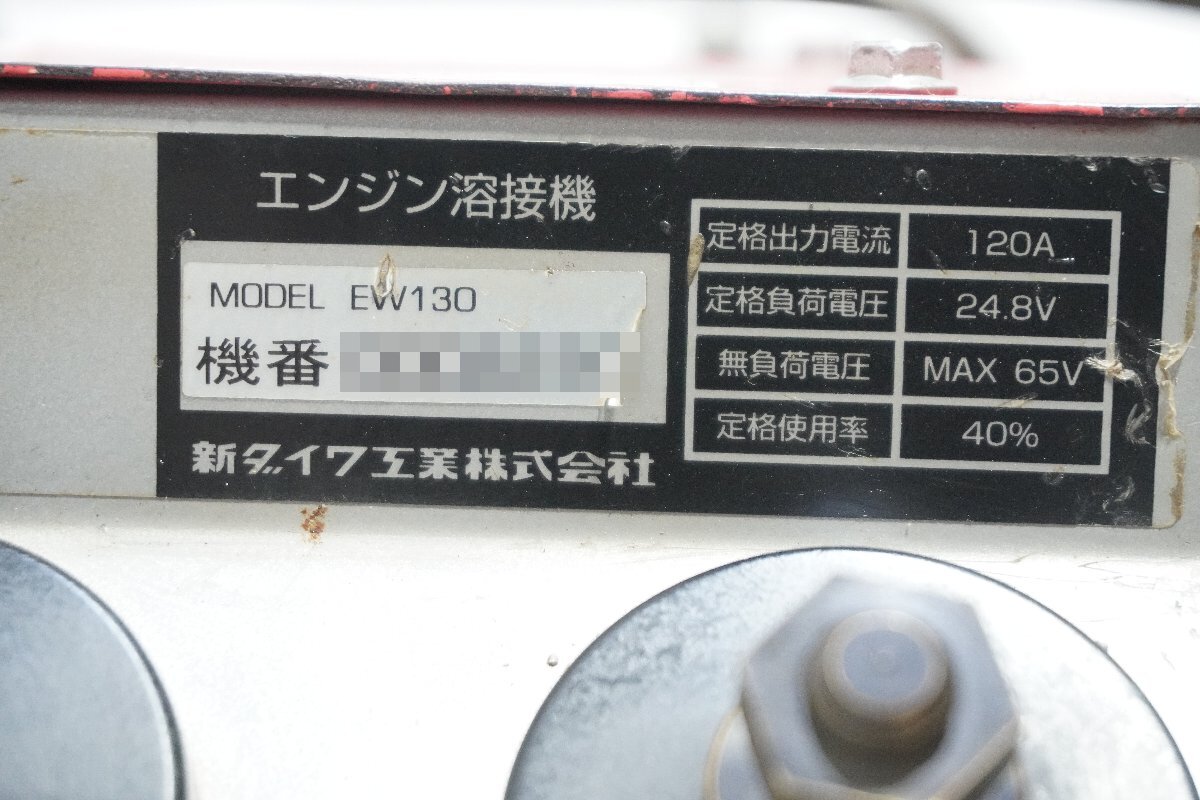 エンジン溶接機
MODEL EW130
機番
新ダイワ工業株式会社
定格出力電流 120A
定格負荷電圧 24.8V
無負荷電圧 MAX 65V
定格使用率 40%